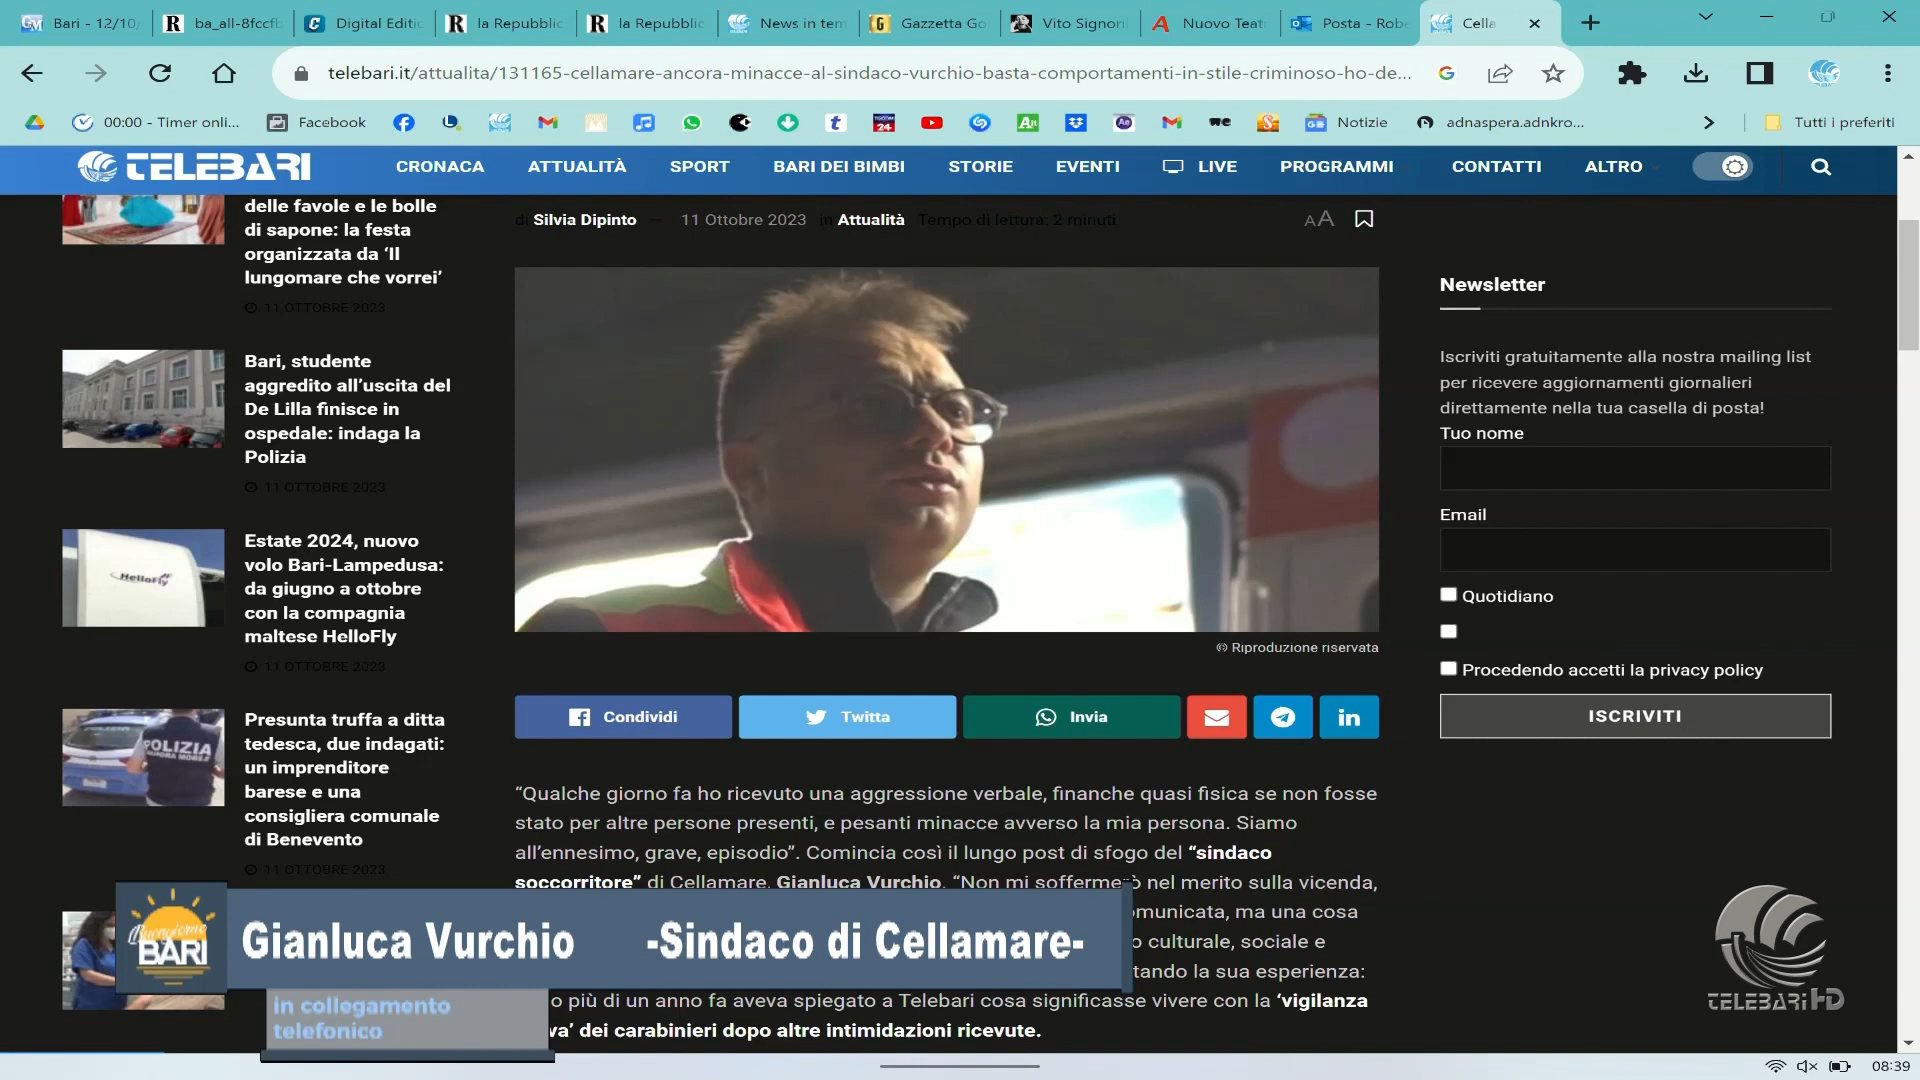 Bari - 12/10/
ba_all-8fccfb
Digital Editio
la Repubblic
la Repubblic
News in tem
Gazzetta Go
Vito Signoril
Nuovo Teatr
Posta - Robe
Cella
telebari.it/attualita/131165-cellamare-ancora-minacce-al-sindaco-vurchio-basta-comportamenti-in-stile-criminoso-ho-de...
00:00 - Timer onli...
Facebook
Notizie
adnaspera.adnkro...
Tutti i preferiti
TELEBARI
CRONACA
ATTUALITÀ
SPORT
BARI DEI BIMBI
STORIE
EVENTI
LIVE
PROGRAMMI
CONTATTI
ALTRO
delle favole e le bolle
di sapone: la festa
organizzata da ‘Il
lungomare che vorrei’
11 OTTOBRE 2023
Bari, studente
aggredito all’uscita del
De Lilla finisce in
ospedale: indaga la
Polizia
11 OTTOBRE 2023
HelloFly
Estate 2024, nuovo
volo Bari-Lampedusa:
da giugno a ottobre
con la compagnia
maltese HelloFly
11 OTTOBRE 2023
POLIZIA
SQUADRA MOBILE
Presunta truffa a ditta
tedesca, due indagati:
un imprenditore
barese e una
consigliera comunale
di Benevento
11 OTTOBRE 2023
di Silvia Dipinto — 11 Ottobre 2023 in Attualità Tempo di lettura: 2 minuti
AA
© Riproduzione riservata
Condividi
Twitta
Invia
“Qualche giorno fa ho ricevuto una aggressione verbale, finanche quasi fisica se non fosse
stato per altre persone presenti, e pesanti minacce avverso la mia persona. Siamo
all’ennesimo, grave, episodio”. Comincia così il lungo post di sfogo del “sindaco
soccorritore” di Cellamare, Gianluca Vurchio. “Non mi soffermerò nel merito sulla vicenda,
omunicata, ma una cosa
o culturale, sociale e
tando la sua esperienza:
o più di un anno fa aveva spiegato a Telebari cosa significasse vivere con la ‘vigilanza
va’ dei carabinieri dopo altre intimidazioni ricevute.
Newsletter
Iscriviti gratuitamente alla nostra mailing list
per ricevere aggiornamenti giornalieri
direttamente nella tua casella di posta!
Tuo nome
Email
Quotidiano
Procedendo accetti la privacy policy
ISCRIVITI
Buongiorno
BARI
Gianluca Vurchio -Sindaco di Cellamare-
in collegamento
telefonico
TELEBARI HD
08:39